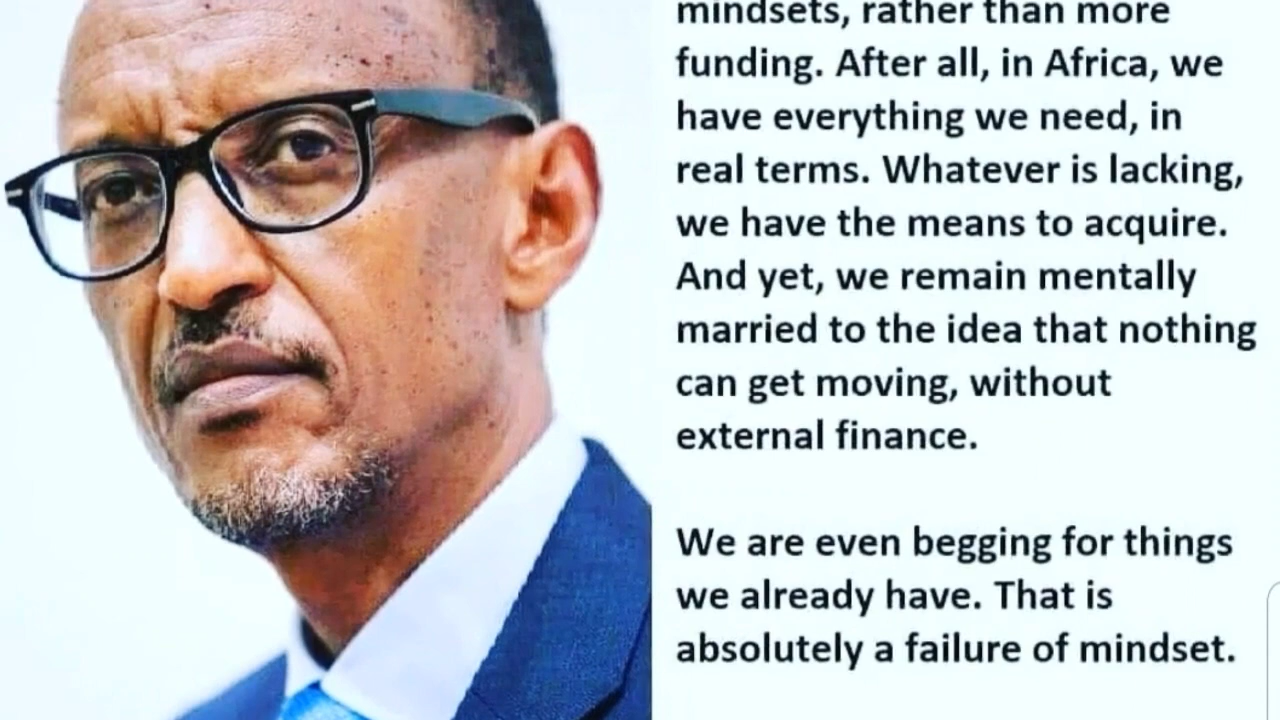 mindsets, rather than more
funding. After all, in Africa, we
have everything we need, in
real terms. Whatever is lacking,
we have the means to acquire.
And yet, we remain mentally
married to the idea that nothing
can get moving, without
external finance.
We are even begging for things
we already have. That is
absolutely a failure of mindset.